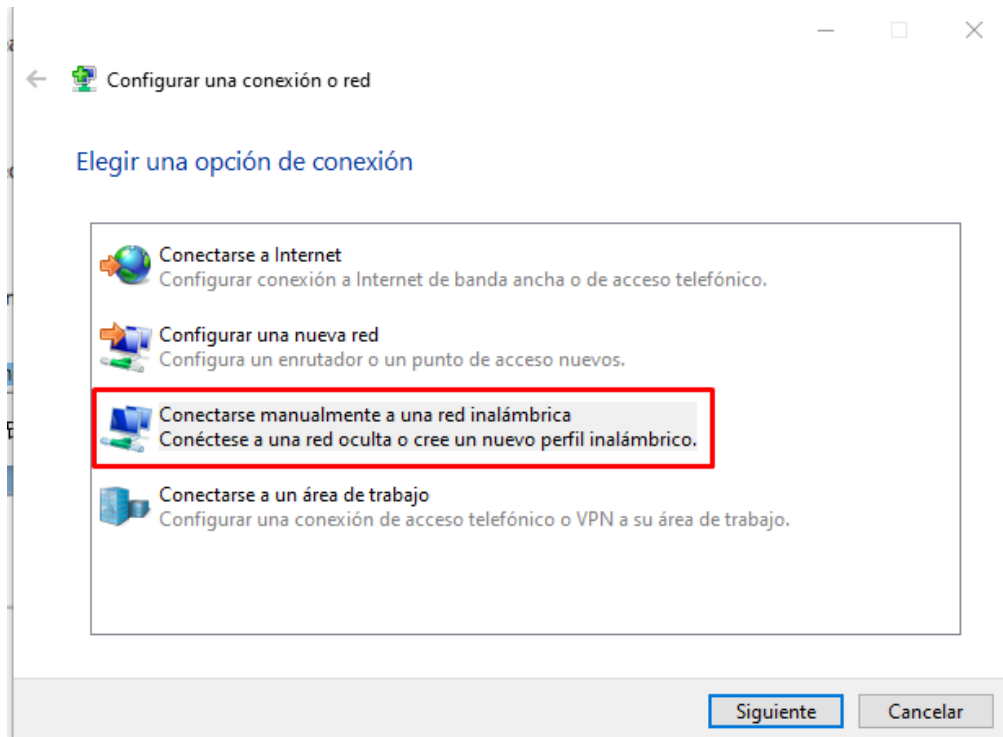 Configurar una conexión o red
Elegir una opción de conexión
Conectarse a Internet
Configurar conexión a Internet de banda ancha o de acceso telefónico.
Configurar una nueva red
Configura un enrutador o un punto de acceso nuevos.
Conectarse manualmente a una red inalámbrica
Conéctese a una red oculta o cree un nuevo perfil inalámbrico.
Conectarse a un área de trabajo
Configurar una conexión de acceso telefónico o VPN a su área de trabajo.
Siguiente
Cancelar